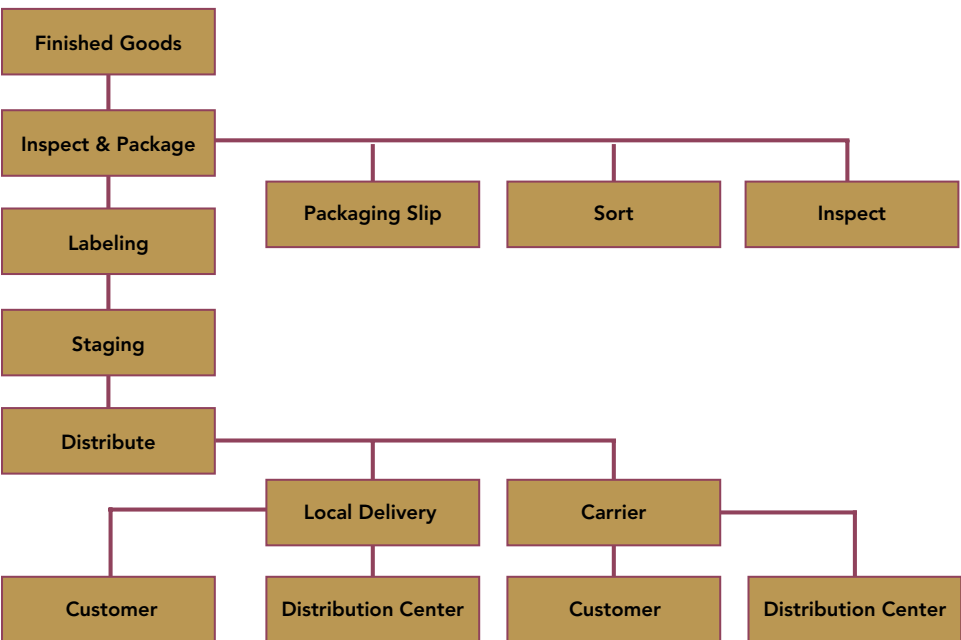 Finished Goods
Inspect & Package
Packaging Slip
Sort
Inspect
Labeling
Staging
Distribute
Local Delivery
Carrier
Customer
Distribution Center
Customer
Distribution Center